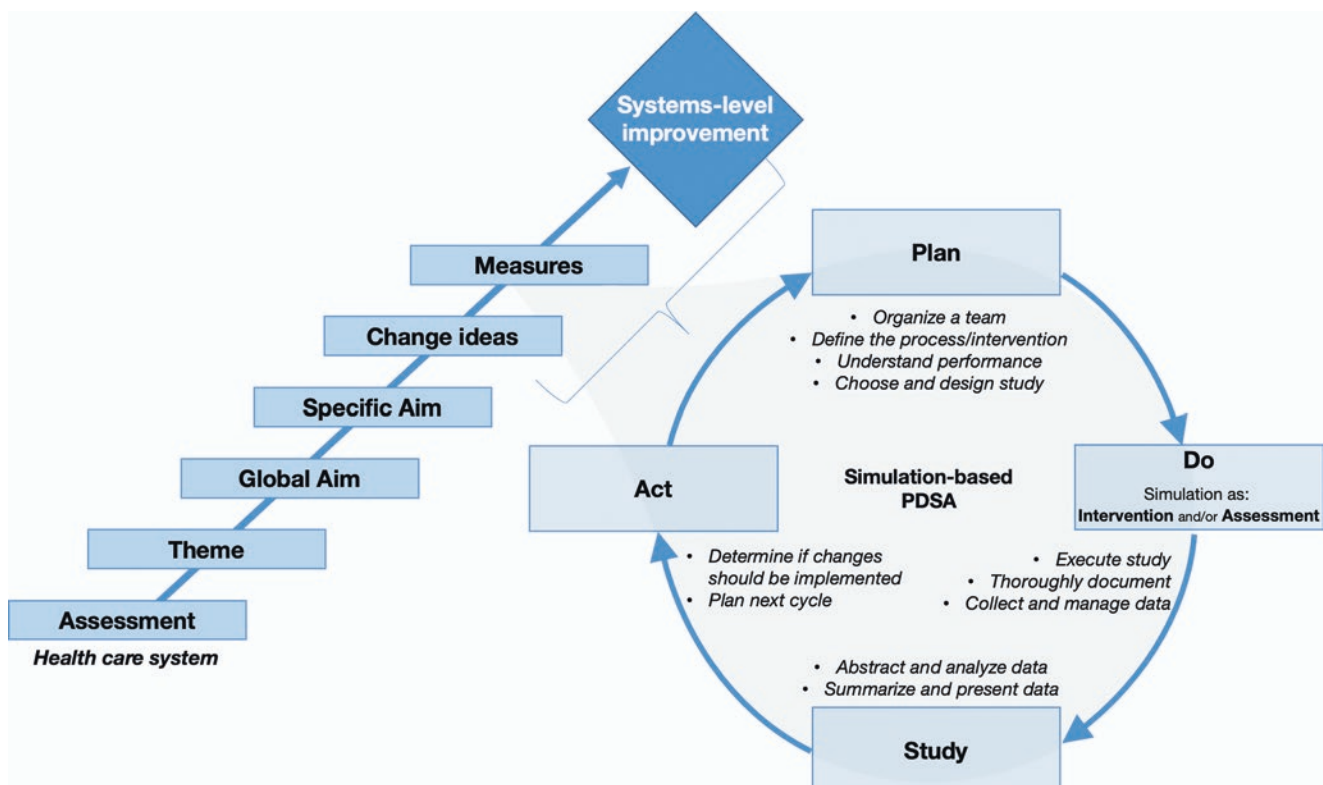 Systems-level
improvement
Measures
Change ideas
Specific Aim
Global Aim
Theme
Assessment
Health care system
Plan
• Organize a team
• Define the process/intervention
• Understand performance
• Choose and design study
Do
Simulation as:
Intervention and/or Assessment
• Execute study
• Thoroughly document
• Collect and manage data
Simulation-based
PDSA
• Abstract and analyze data
• Summarize and present data
Study
Act
• Determine if changes
should be implemented
• Plan next cycle